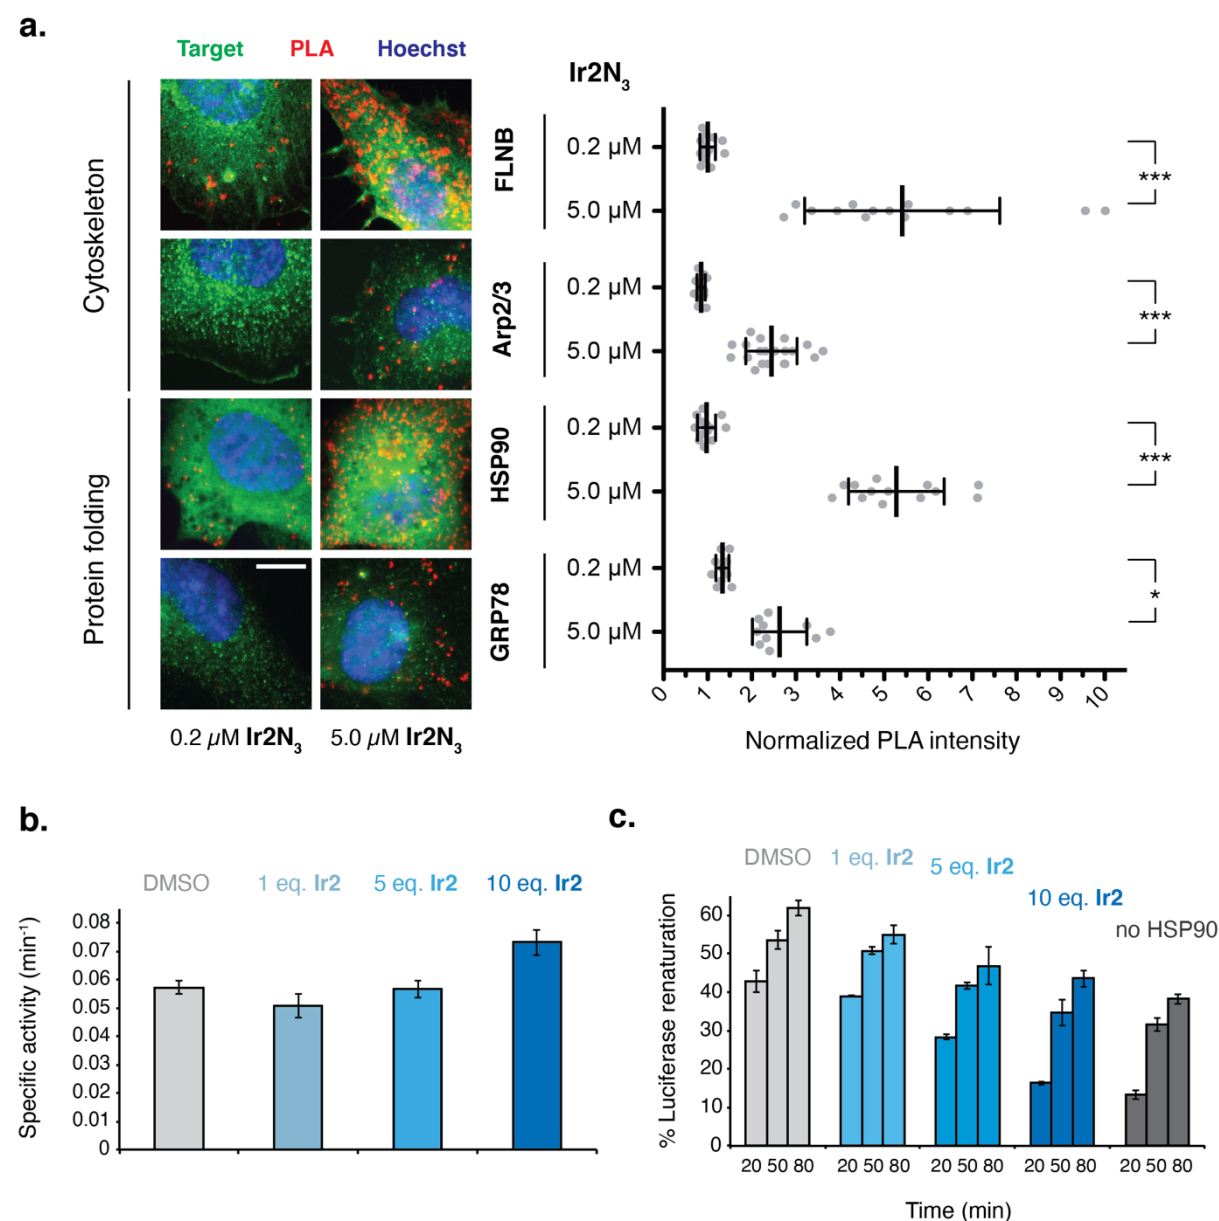 a.
Target PLA Hoechst
Ir2N3
Cytoskeleton
Protein folding
FLNB
0.2 μM
5.0 μM
***
Arp2/3
0.2 μM
5.0 μM
***
HSP90
0.2 μM
5.0 μM
***
GRP78
0.2 μM
5.0 μM
*
0 1 2 3 4 5 6 7 8 9 10
Normalized PLA intensity
0.2 μM Ir2N3 5.0 μM Ir2N3
b.
DMSO 1 eq. Ir2 5 eq. Ir2 10 eq. Ir2
Specific activity (min-1)
0.08
0.07
0.06
0.05
0.04
0.03
0.02
0.01
0
c.
DMSO 1 eq. Ir2 5 eq. Ir2
10 eq. Ir2
no HSP90
% Luciferase renaturation
60
50
40
30
20
10
0
20 50 80 20 50 80 20 50 80 20 50 80 20 50 80
Time (min)